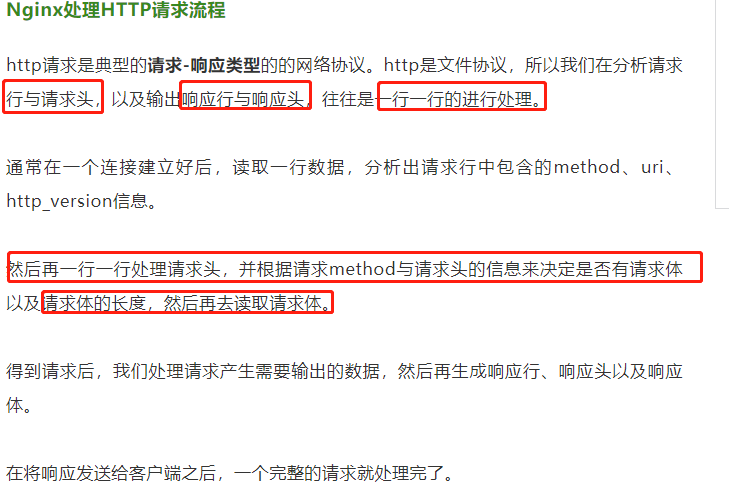 Nginx处理HTTP请求流程
http请求是典型的请求-响应类型的的网络协议。http是文件协议，所以我们在分析请求
行与请求头，以及输出响应行与响应头，往往是一行一行的进行处理。
通常在一个连接建立好后，读取一行数据，分析出请求行中包含的method、uri、
http_version信息。
然后再一行一行处理请求头，并根据请求method与请求头的信息来决定是否有请求体
以及请求体的长度，然后再去读取请求体。
得到请求后，我们处理请求产生需要输出的数据，然后再生成响应行、响应头以及响应
体。
在将响应发送给客户端之后，一个完整的请求就处理完了。